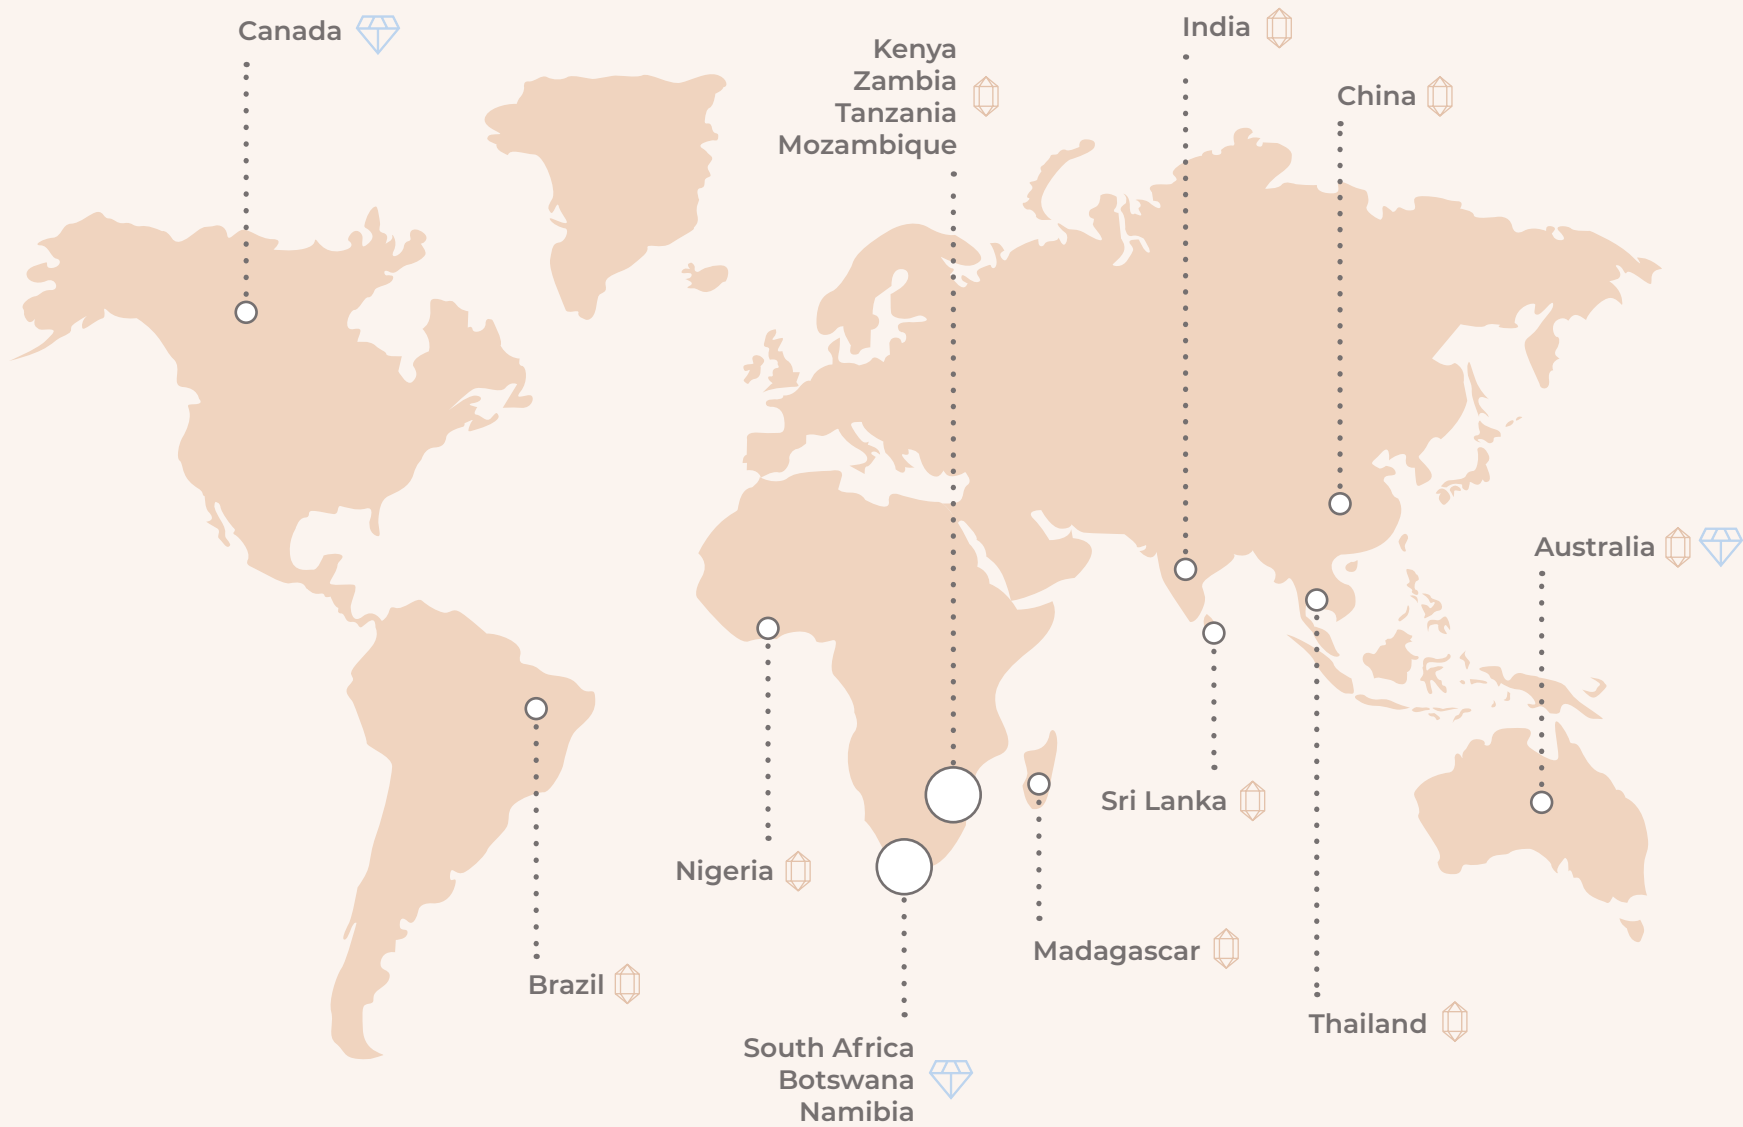 Canada
India
Kenya
Zambia
Tanzania
Mozambique
China
Australia
Sri Lanka
Nigeria
Madagascar
Brazil
Thailand
South Africa
Botswana
Namibia